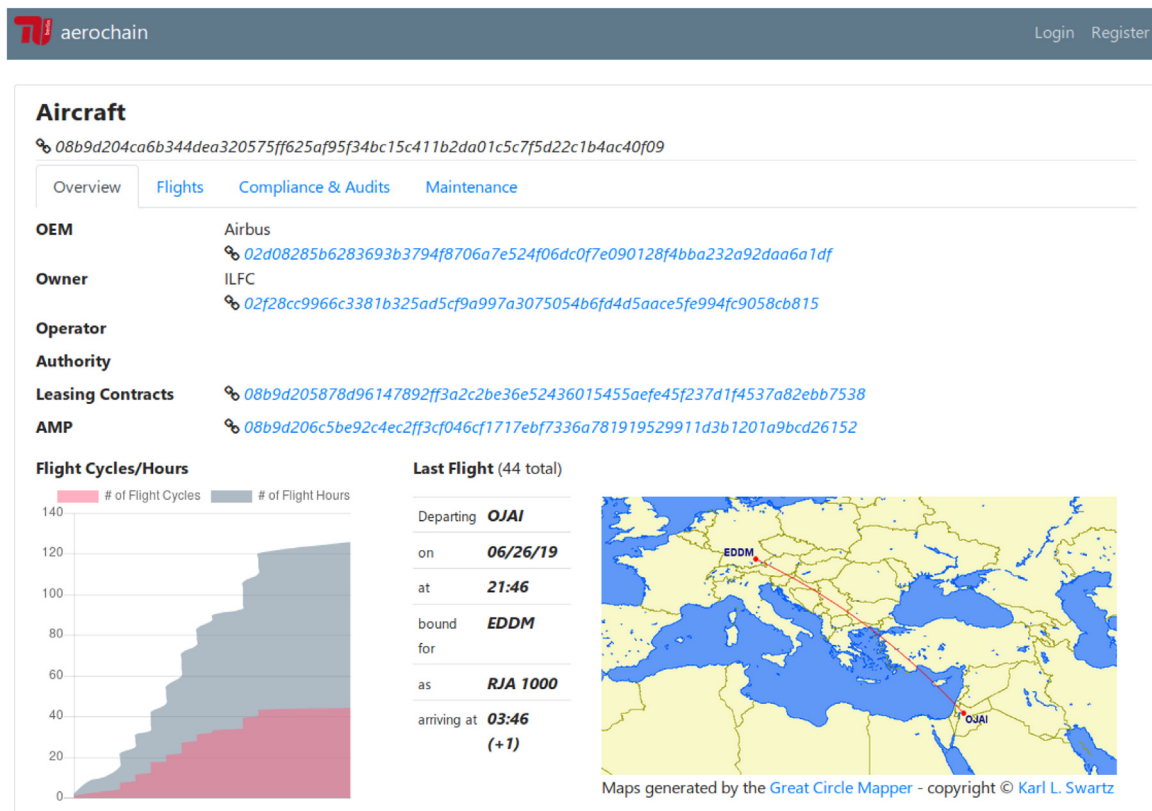 aerochain
Login Register
Aircraft
08b9d204ca6b344dea320575ff625af95f34bc15c411b2da01c5c7f5d22c1b4ac40f09
Overview Flights Compliance & Audits Maintenance
OEM Airbus
02d08285b6283693b3794f8706a7e524f06dc0f7e090128f4bba232a92daa6a1df
Owner ILFC
02f28cc9966c3381b325ad5cf9a997a3075054b6fd4d5aace5fe994fc9058cb815
Operator
Authority
Leasing Contracts 08b9d205878d96147892ff3a2c2be36e52436015455aefe45f237d1f4537a82ebb7538
AMP 08b9d206c5be92c4ec2ff3cf046cf1717ebf7336a781919529911d3b1201a9bcd26152
Flight Cycles/Hours
# of Flight Cycles # of Flight Hours
140
120
100
80
60
40
20
0
Last Flight (44 total)
Departing OJAI
on 06/26/19
at 21:46
bound EDDM
for
as RJA 1000
arriving at 03:46
(+1)
EDDM
OJAI
Maps generated by the Great Circle Mapper - copyright © Karl L. Swartz